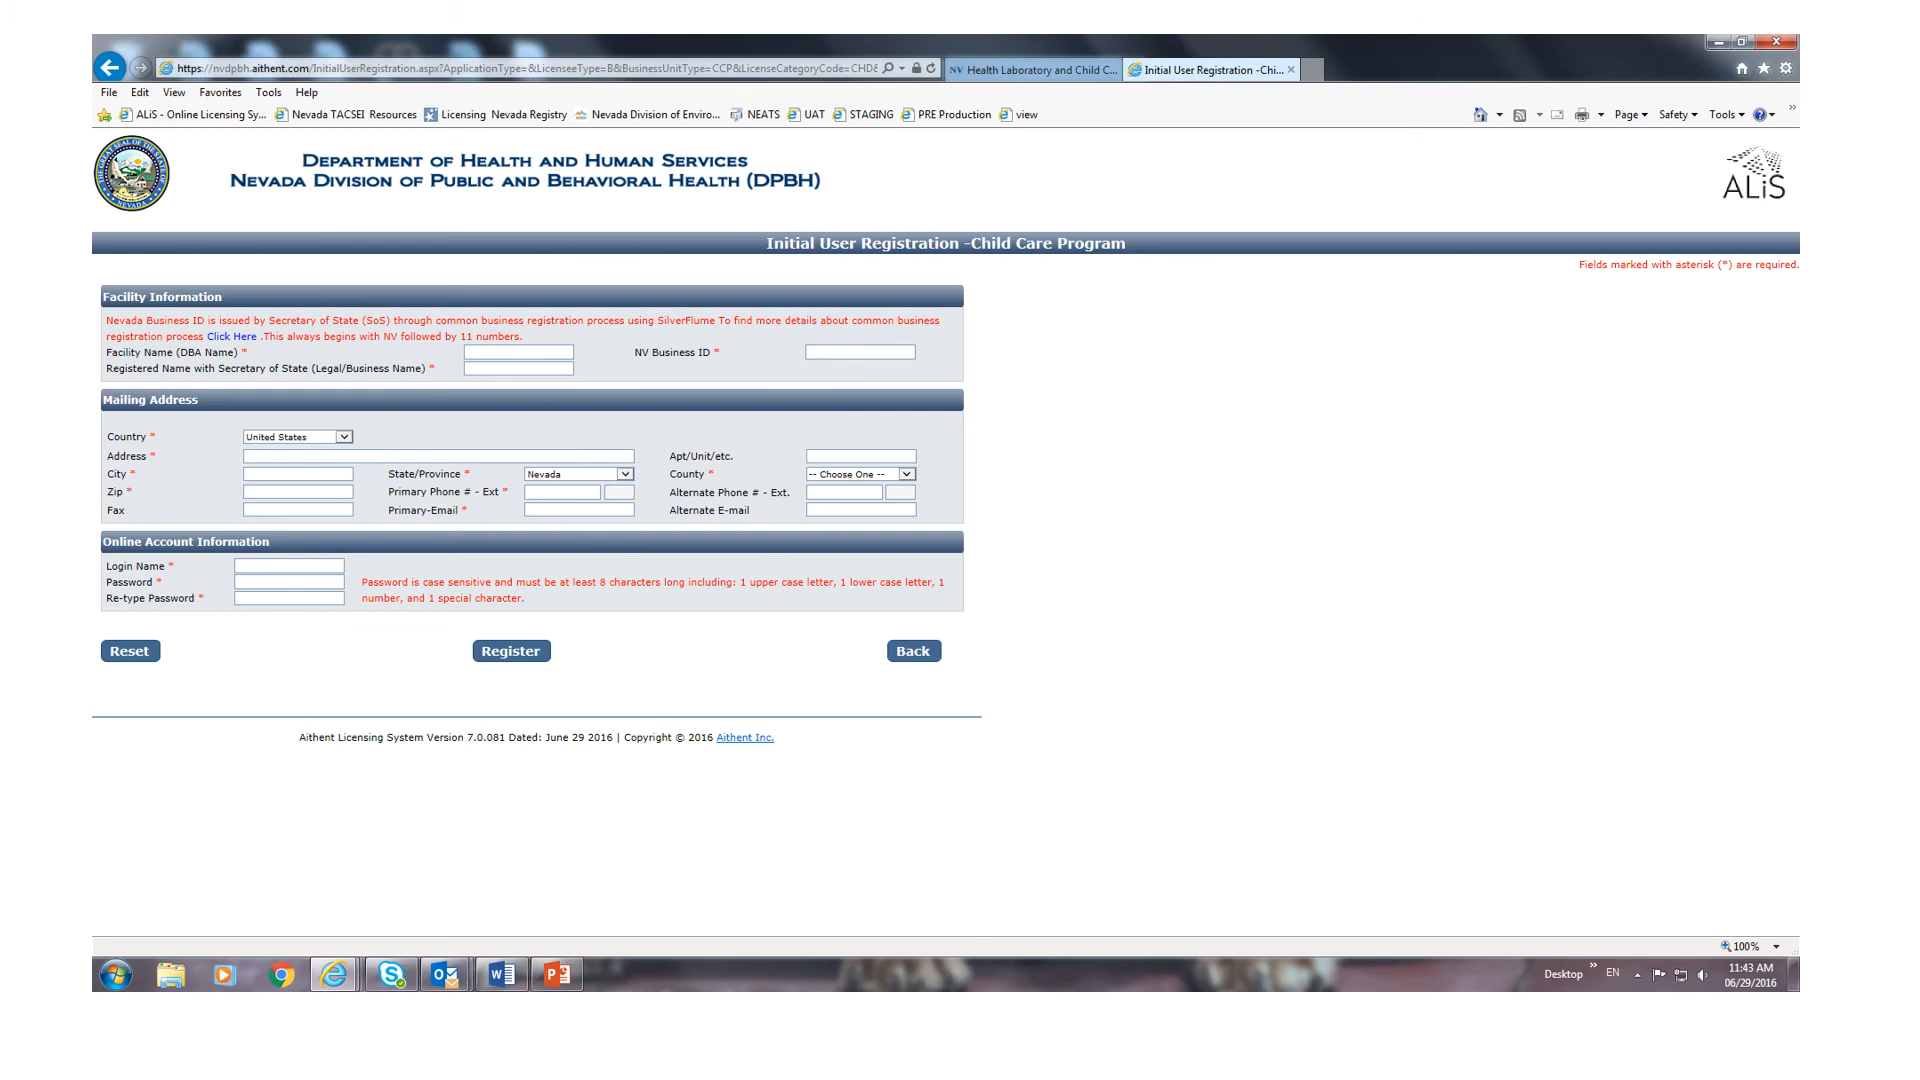 https://nvdpbh.aithent.com/InitialUserRegistration.aspx?ApplicationType=&LicenseeType=B&BusinessUnitType=CCP&LicenseCategoryCode=CHD&
NV Health Laboratory and Child C...
Initial User Registration -Chi...
File Edit View Favorites Tools Help
ALiS - Online Licensing Sy... Nevada TACSEI Resources Licensing Nevada Registry Nevada Division of Enviro... NEATS UAT STAGING PRE Production view
Page Safety Tools
DEPARTMENT OF HEALTH AND HUMAN SERVICES
NEVADA DIVISION OF PUBLIC AND BEHAVIORAL HEALTH (DPBH)
ALiS
Initial User Registration -Child Care Program
Fields marked with asterisk (*) are required.
Facility Information
Nevada Business ID is issued by Secretary of State (SoS) through common business registration process using SilverFlume To find more details about common business
registration process Click Here .This always begins with NV followed by 11 numbers.
Facility Name (DBA Name) * NV Business ID *
Registered Name with Secretary of State (Legal/Business Name) *
Mailing Address
Country * United States
Address * Apt/Unit/etc.
City * State/Province * Nevada County * -- Choose One --
Zip * Primary Phone # - Ext * Alternate Phone # - Ext.
Fax Primary-Email * Alternate E-mail
Online Account Information
Login Name *
Password * Password is case sensitive and must be at least 8 characters long including: 1 upper case letter, 1 lower case letter, 1
Re-type Password * number, and 1 special character.
Reset Register Back
Aithent Licensing System Version 7.0.081 Dated: June 29 2016 | Copyright © 2016 Aithent Inc.
100%
Desktop EN 11:43 AM
06/29/2016